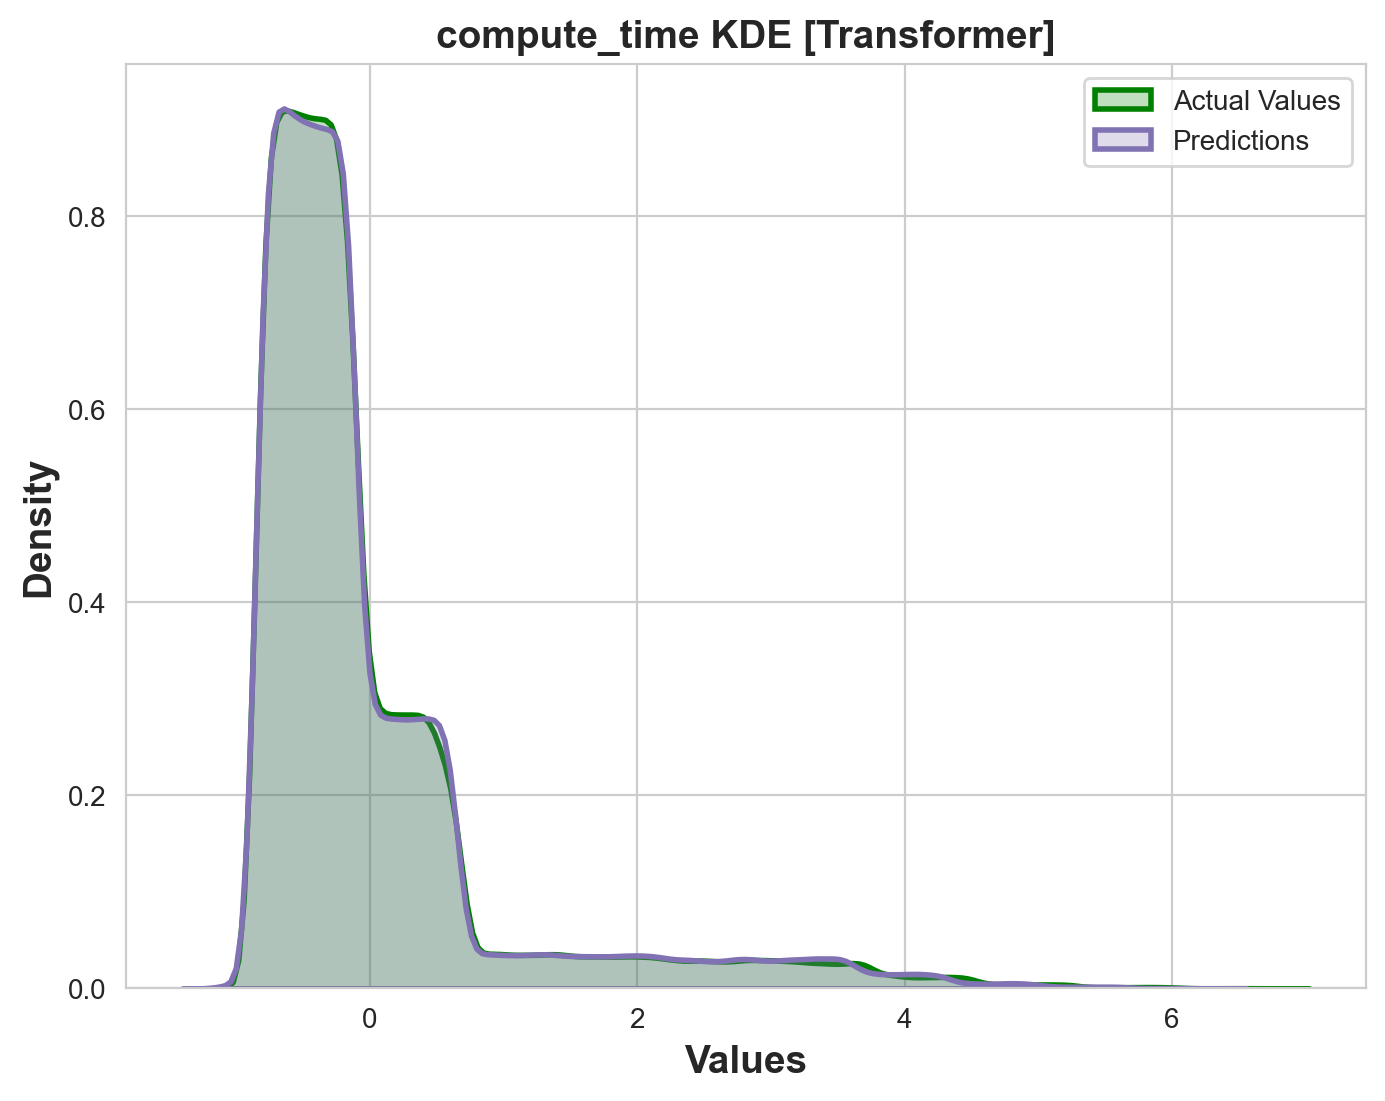 compute_time KDE [Transformer]
Actual Values
Predictions
Density
0.8
0.6
0.4
0.2
0.0
0 2 4 6
Values